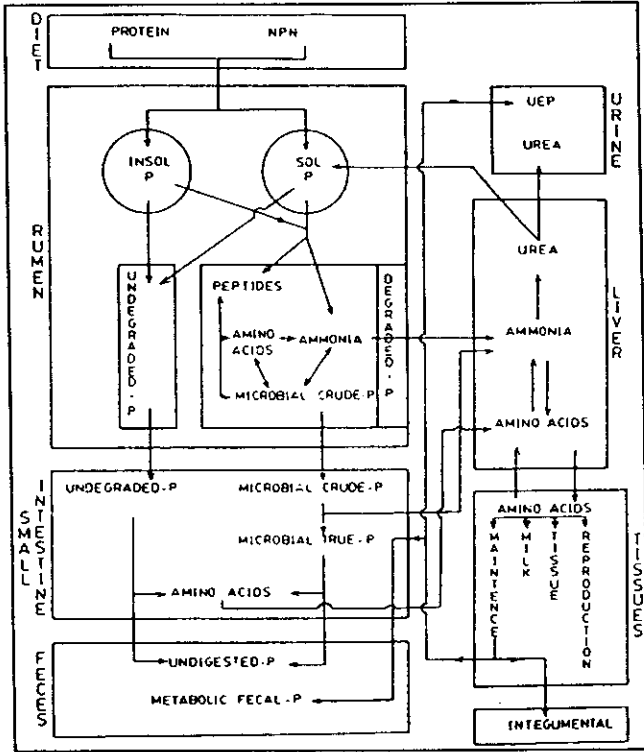 DIET
PROTEIN NPN
RUMEN
INSOL
P
SOL
P
UNDEGRADED-P
PEPTIDES
AMINO
ACIDS
AMMONIA
MICROBIAL CRUDE-P
DEGRADED-P
URINE
UEP
UREA
LIVER
UREA
AMMONIA
AMINO ACIDS
SMALL
INTESTINE
UNDEGRADED-P MICROBIAL CRUDE-P
MICROBIAL TRUE-P
AMINO ACIDS
TISSUES
AMINO ACIDS
MAINTENCE
MILK
TISSUE
REPRODUCTION
FECES
UNDIGESTED-P
METABOLIC FECAL-P
INTEGUMENTAL